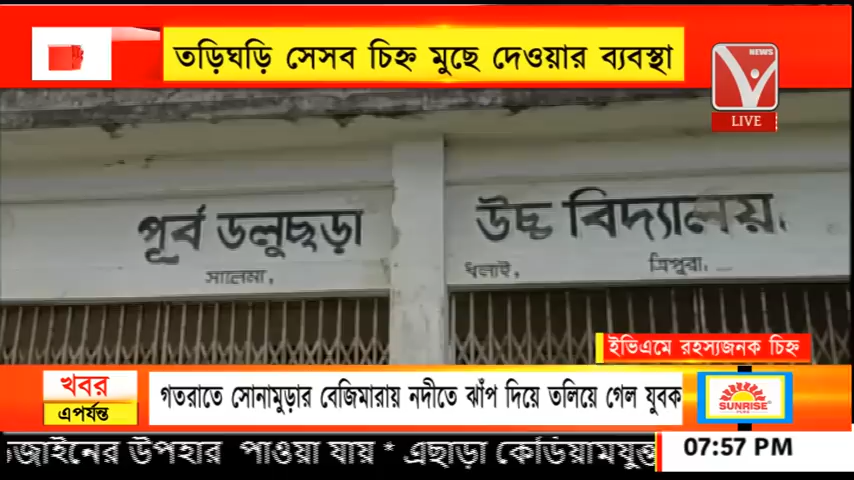 তড়িঘড়ি সেসব চিহ্ন মুছে দেওয়ার ব্যবস্থা
NEWS
LIVE
পূর্ব ডলুছড়া উচ্চ বিদ্যালয়।
সালেমা, ধলাই, ত্রিপুরা।
ইভিএমে রহস্যজনক চিহ্ন
খবর
এপর্যন্ত
গতরাতে সোনামুড়ার বেজিমারায় নদীতে ঝাঁপ দিয়ে তলিয়ে গেল যুবক
SUNRISE
জাইনের উপহার পাওয়া যায় * এছাড়া কেডিয়ামযুক্ত
07:57 PM